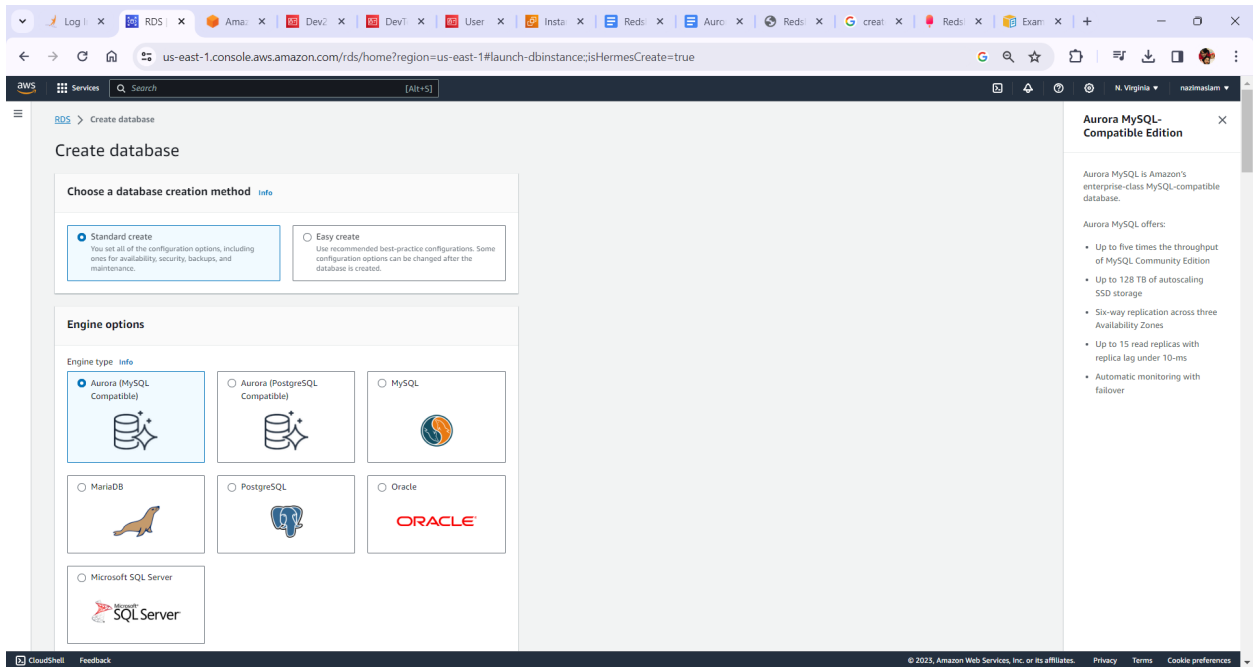 Log I
RDS |
Amaz
Dev2
DevT
User
Insta
Redsl
Auro
Redsl
creat
Redsl
Exam
us-east-1.console.aws.amazon.com/rds/home?region=us-east-1#launch-dbinstance:;isHermesCreate=true
aws
Services
Search
[Alt+S]
N. Virginia
nazimaslam
RDS > Create database
Create database
Choose a database creation method Info
Standard create
You set all of the configuration options, including
ones for availability, security, backups, and
maintenance.
Easy create
Use recommended best-practice configurations. Some
configuration options can be changed after the
database is created.
Engine options
Engine type Info
Aurora (MySQL
Compatible)
Aurora (PostgreSQL
Compatible)
MySQL
MariaDB
PostgreSQL
Oracle
ORACLE
Microsoft SQL Server
Microsoft
SQL Server
Aurora MySQL-
Compatible Edition
Aurora MySQL is Amazon's
enterprise-class MySQL-compatible
database.
Aurora MySQL offers:
• Up to five times the throughput
of MySQL Community Edition
• Up to 128 TB of autoscaling
SSD storage
• Six-way replication across three
Availability Zones
• Up to 15 read replicas with
replica lag under 10-ms
• Automatic monitoring with
failover
CloudShell
Feedback
© 2023, Amazon Web Services, Inc. or its affiliates.
Privacy
Terms
Cookie preferences